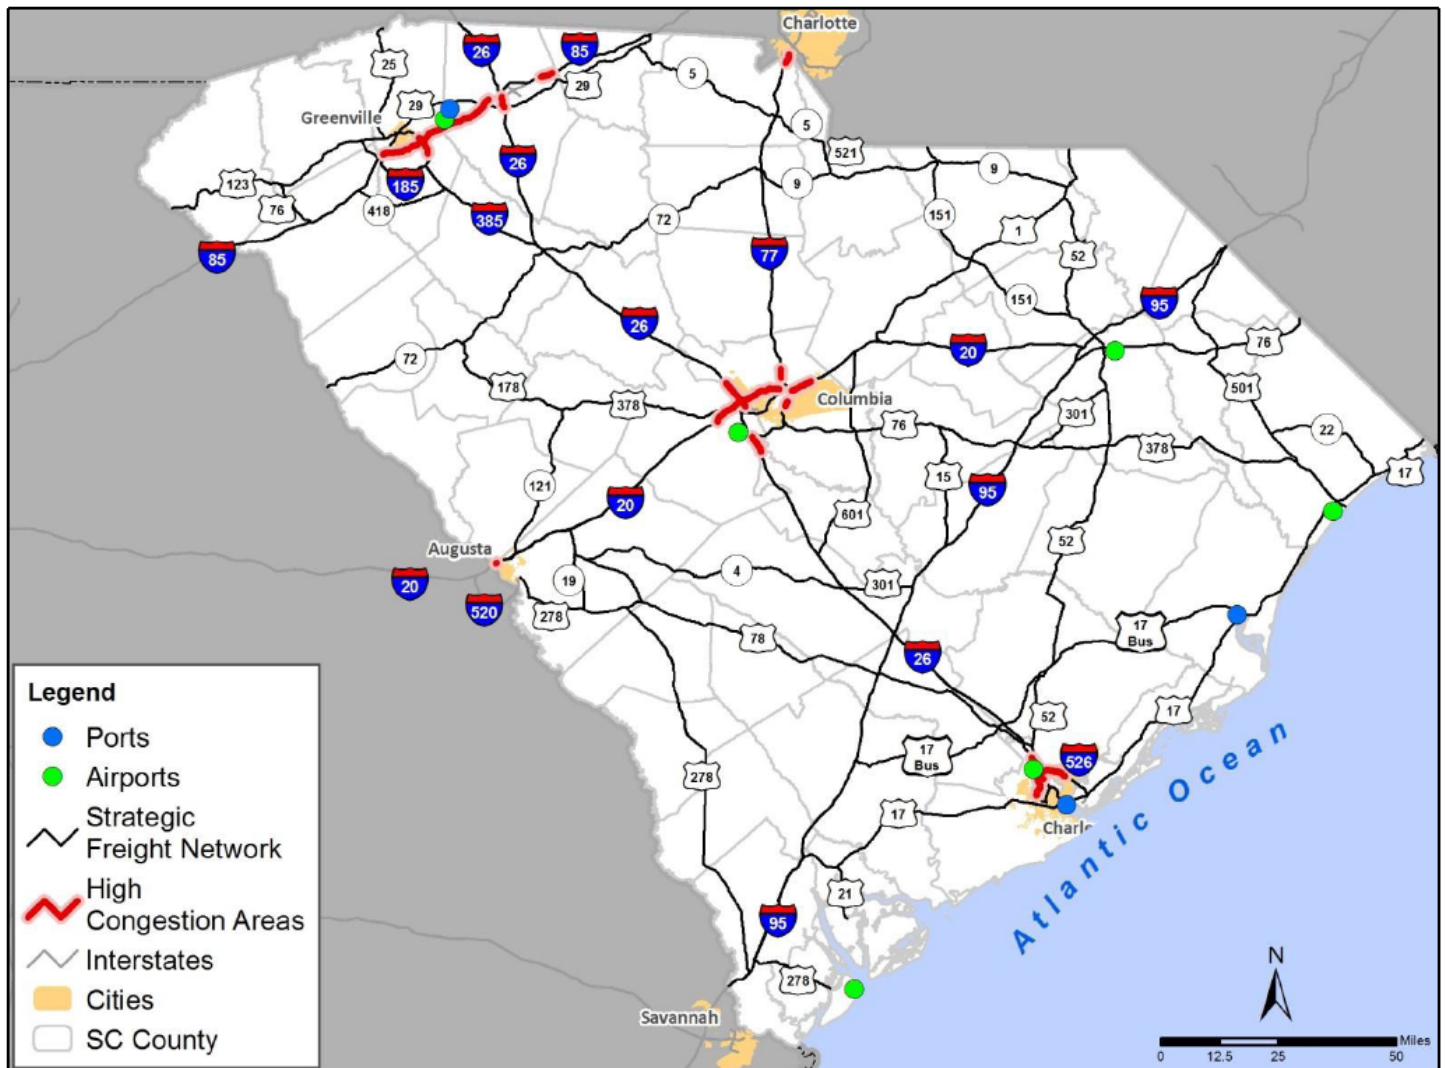 Charlotte
26
85
25
5
29
29
Greenville
5
521
26
123
185
9
9
76
418
72
151
385
1
85
77
52
151
95
26
20
76
72
178
501
378
Columbia
301
76
22
378
15
17
121
95
20
601
Augusta
52
4
20
19
301
520
278
17
Bus
78
26
17
52
17
Bus
526
278
17
Charle
21
95
278
Savannah
Atlantic Ocean
Legend
Ports
Airports
Strategic
Freight Network
High
Congestion Areas
Interstates
Cities
SC County
N
Miles
0 12.5 25 50